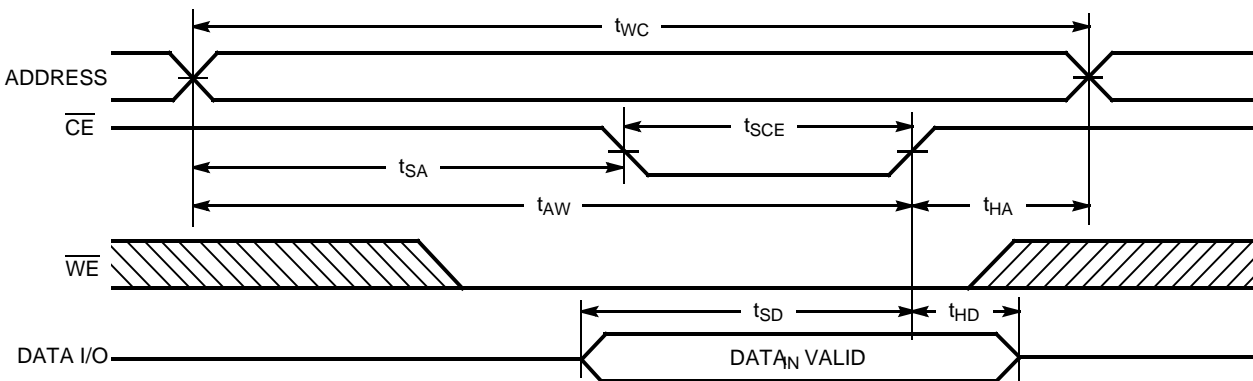 tWC
ADDRESS
CE
tSCE
tSA
tAW
tHA
WE
tSD
tHD
DATA I/O
DATAIN VALID